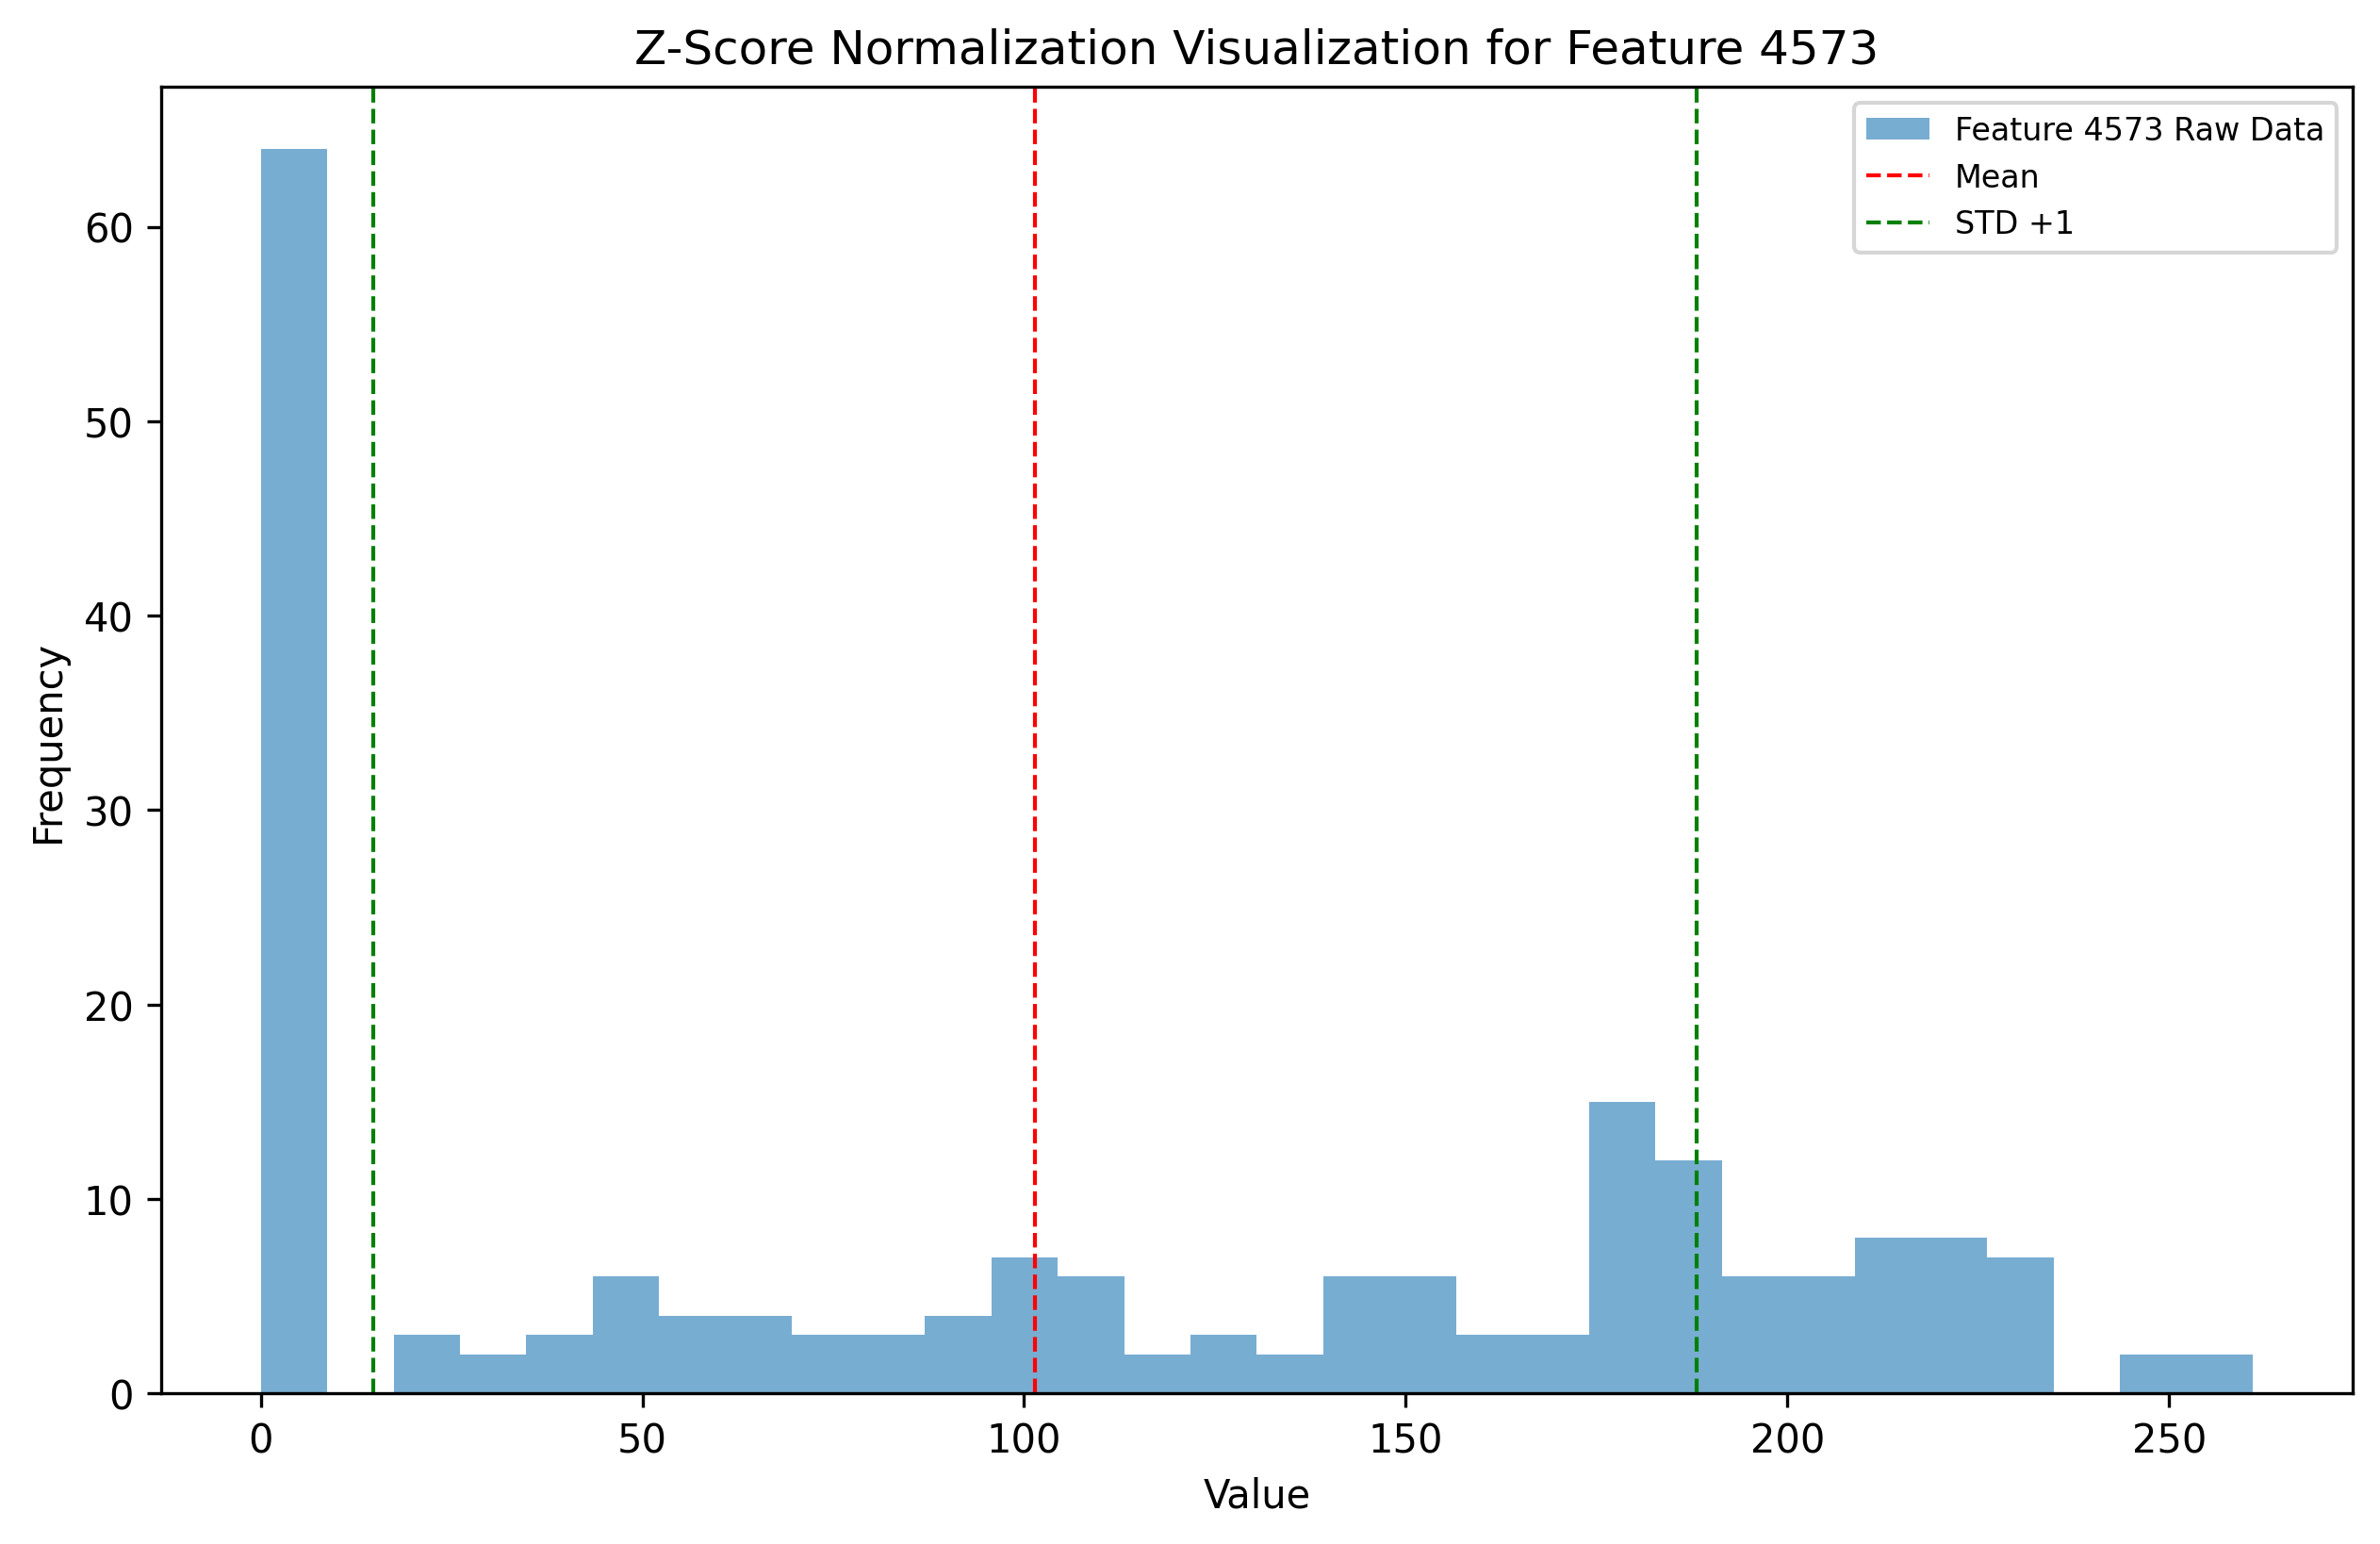 Z-Score Normalization Visualization for Feature 4573
Feature 4573 Raw Data
Mean
STD +1
60
50
40
30
20
10
0
Frequency
0 50 100 150 200 250
Value